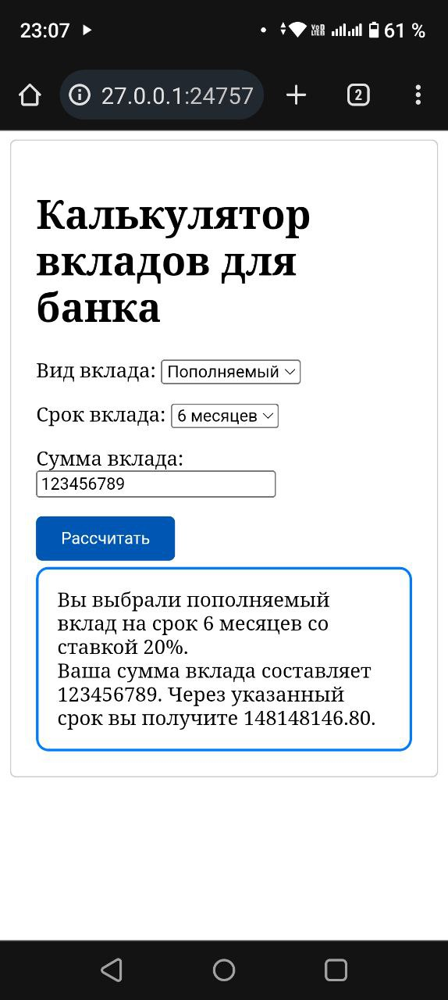 23:07
VoD
LTE2
61 %
27.0.0.1:24757
2
Калькулятор
вкладов для
банка
Вид вклада: Пополняемый
Срок вклада: 6 месяцев
Сумма вклада:
123456789
Рассчитать
Вы выбрали пополняемый
вклад на срок 6 месяцев со
ставкой 20%.
Ваша сумма вклада составляет
123456789. Через указанный
срок вы получите 148148146.80.